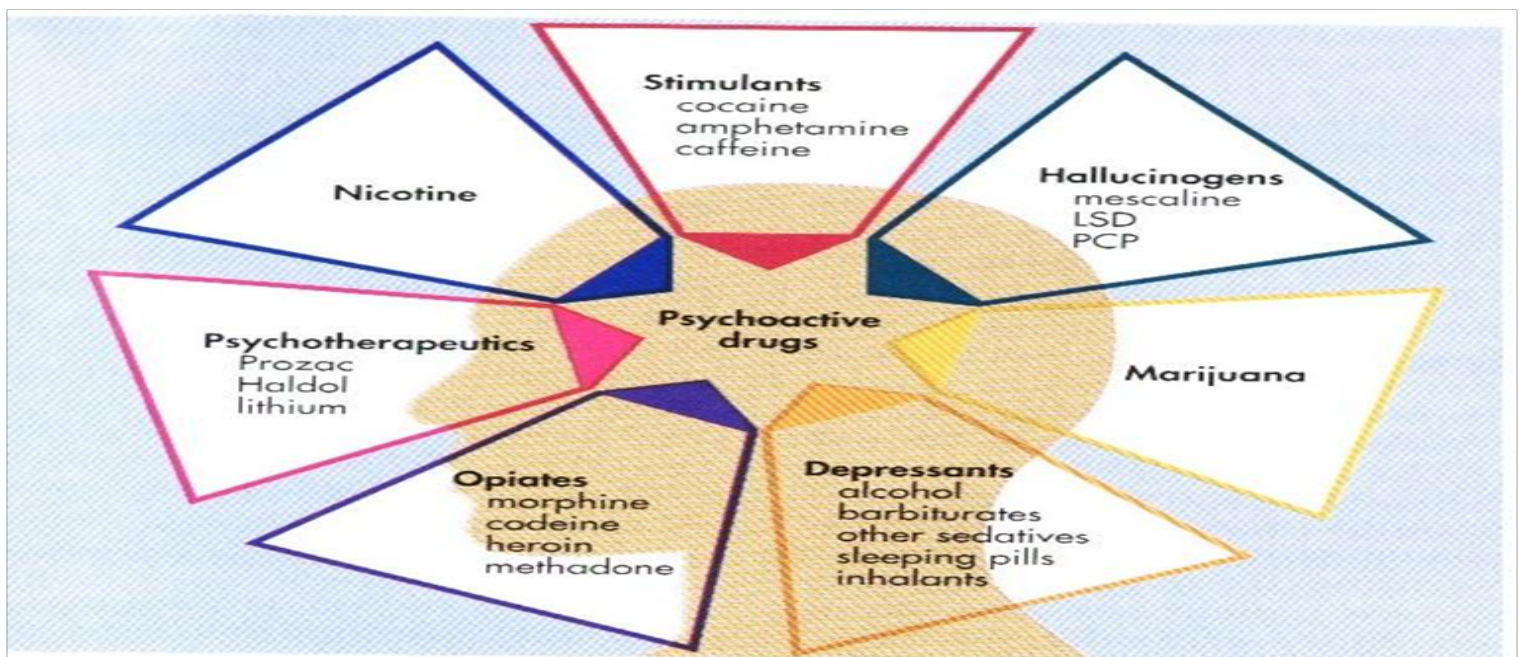 Stimulants
cocaine
amphetamine
caffeine
Nicotine
Hallucinogens
mescaline
LSD
PCP
Psychoactive
drugs
Psychotherapeutics
Prozac
Haldol
lithium
Marijuana
Opiates
morphine
codeine
heroin
methadone
Depressants
alcohol
barbiturates
other sedatives
sleeping pills
inhalants